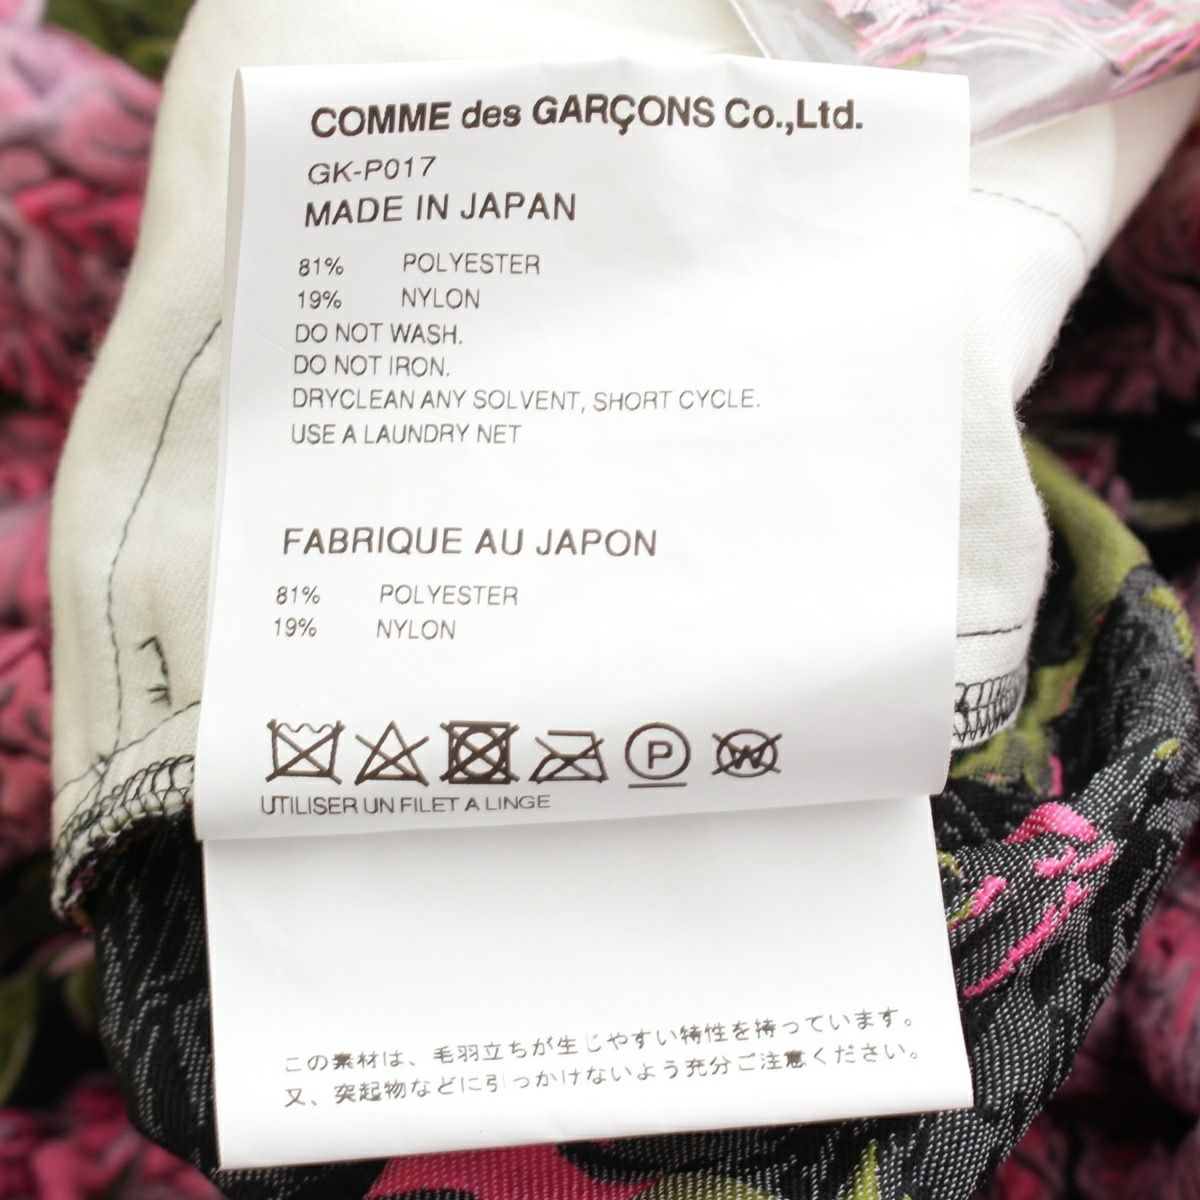 COMME des GARÇONS Co.,Ltd.
GK-P017
MADE IN JAPAN
81% POLYESTER
19% NYLON
DO NOT WASH.
DO NOT IRON.
DRYCLEAN ANY SOLVENT, SHORT CYCLE.
USE A LAUNDRY NET
FABRIQUE AU JAPON
81% POLYESTER
19% NYLON
P W
UTILISER UN FILET A LINGE
この素材は、毛羽立ちが生じやすい特性を持っています。
又、突起物などに引っかけないよう充分ご注意ください。